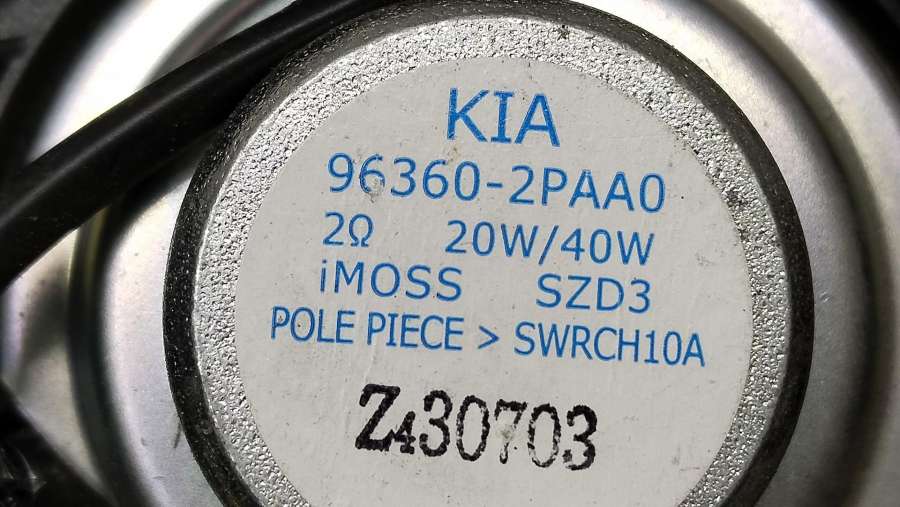 KIA
96360-2PAA0
2Ω 20W/40W
iMOSS SZD3
POLE PIECE > SWRCH10A
Z430703